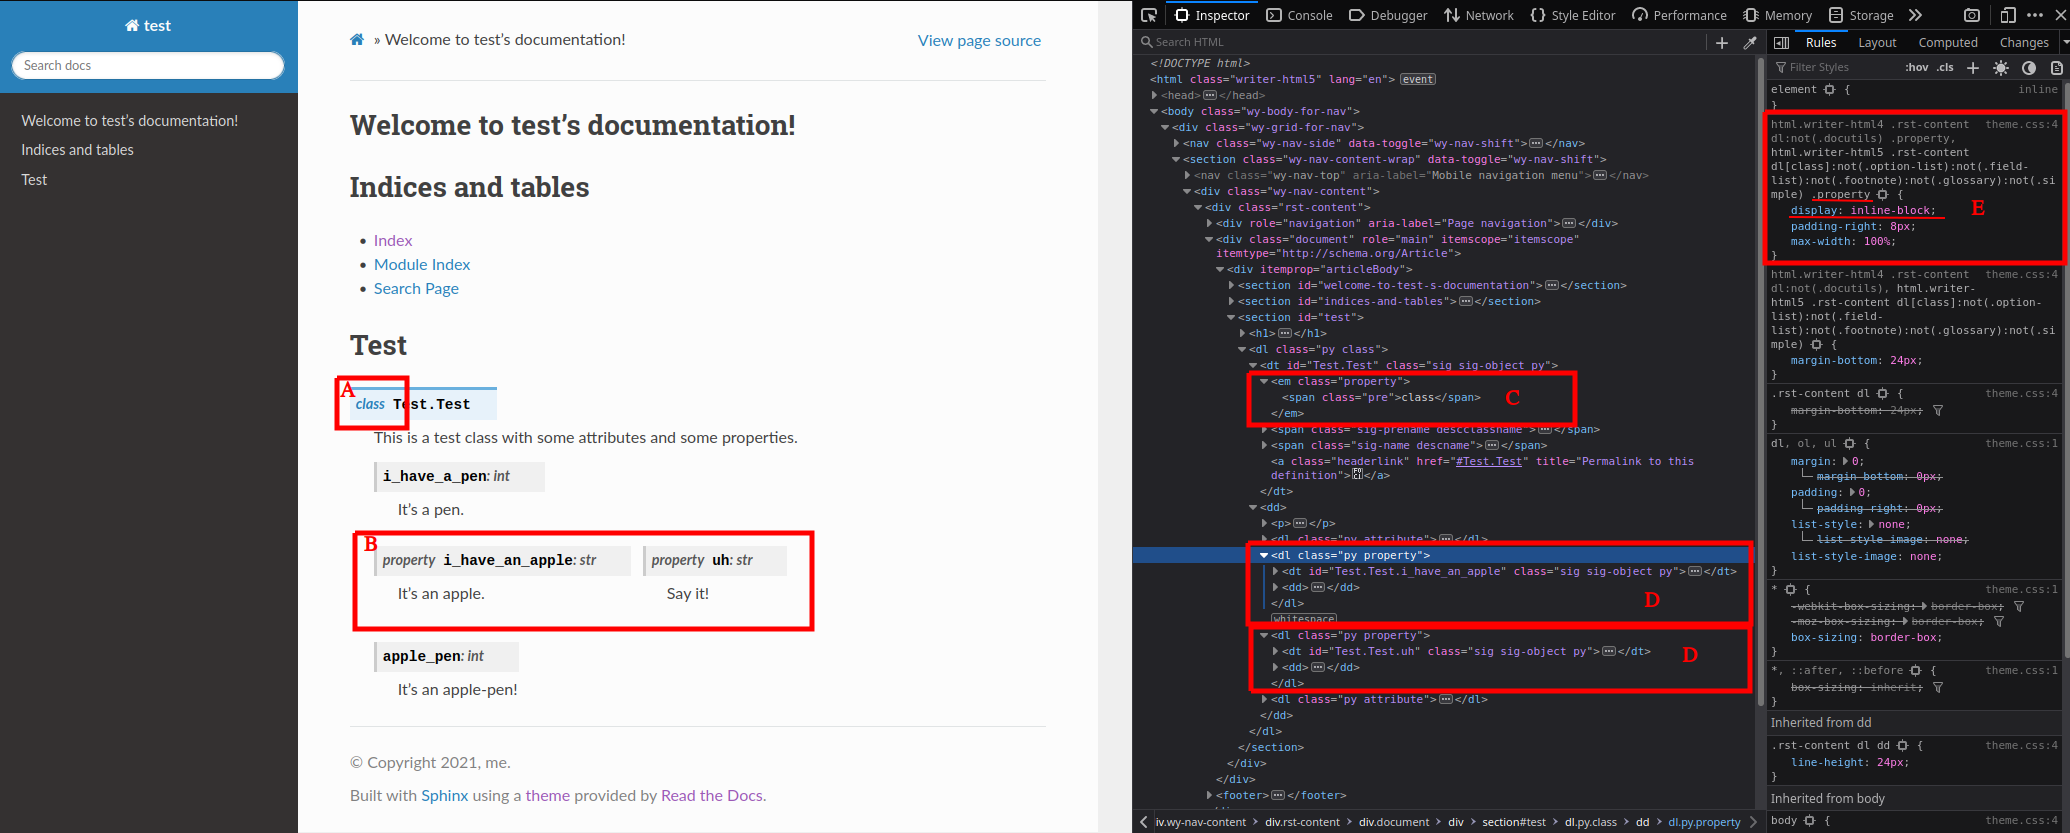 test
Search docs
Welcome to test's documentation!
Indices and tables
Test
» Welcome to test's documentation!
View page source
Welcome to test's documentation!
Indices and tables
• Index
• Module Index
• Search Page
Test
A
class Test.Test
This is a test class with some attributes and some properties.
i_have_a_pen: int
It's a pen.
B
property i_have_an_apple: str
property uh: str
It's an apple.
Say it!
apple_pen: int
It's an apple-pen!
© Copyright 2021, me.
Built with Sphinx using a theme provided by Read the Docs.
Inspector
Console
Debugger
Network
Style Editor
Performance
Memory
Storage
Search HTML
<!DOCTYPE html>
<html class="writer-html5" lang="en"> event
<head> ··· </head>
<body class="wy-body-for-nav">
<div class="wy-grid-for-nav">
<nav class="wy-nav-side" data-toggle="wy-nav-shift"> ··· </nav>
<section class="wy-nav-content-wrap" data-toggle="wy-nav-shift">
<nav class="wy-nav-top" aria-label="Mobile navigation menu"> ··· </nav>
<div class="wy-nav-content">
<div class="rst-content">
<div role="navigation" aria-label="Page navigation"> ··· </div>
<div class="document" role="main" itemscope="itemscope"
itemtype="http://schema.org/Article">
<div itemprop="articleBody">
<section id="welcome-to-test-s-documentation"> ··· </section>
<section id="indices-and-tables"> ··· </section>
<section id="test">
<h1> ··· </h1>
<dl class="py class">
<dt id="Test.Test" class="sig sig-object py">
<em class="property">
<span class="pre">class</span>
C
</em>
<span class="sig-prename descclassname"> ··· </span>
<span class="sig-name descname"> ··· </span>
<a class="headerlink" href="#Test.Test" title="Permalink to this
definition"></a>
</dt>
<dd>
<p> ··· </p>
<dl class="py attribute"> ··· </dl>
<dl class="py property">
<dt id="Test.Test.i_have_an_apple" class="sig sig-object py"> ··· </dt>
<dd> ··· </dd>
</dl>
D
whitespace
<dl class="py property">
<dt id="Test.Test.uh" class="sig sig-object py"> ··· </dt>
D
<dd> ··· </dd>
</dl>
<dl class="py attribute"> ··· </dl>
</dd>
</dl>
</section>
</div>
</div>
<footer> ··· </footer>
iv.wy-nav-content > div.rst-content > div.document > div > section#test > dl.py.class > dd > dl.py.property
Rules
Layout
Computed
Changes
Filter Styles
:hov .cls
element { inline
}
html.writer-html4 .rst-content theme.css:4
dl:not(.docutils) .property,
html.writer-html5 .rst-content
dl[class]:not(.option-list):not(.field-
list):not(.footnote):not(.glossary):not(.si
mple) .property {
display: inline-block;
E
padding-right: 8px;
max-width: 100%;
}
html.writer-html4 .rst-content theme.css:4
dl:not(.docutils), html.writer-
html5 .rst-content dl[class]:not(.option-
list):not(.field-
list):not(.footnote):not(.glossary):not(.si
mple) {
margin-bottom: 24px;
}
.rst-content dl { theme.css:4
margin-bottom: 24px;
}
dl, ol, ul { theme.css:1
margin: 0;
margin-bottom: 0px;
padding: 0;
padding-right: 0px;
list-style: none;
list-style-image: none;
list-style-image: none;
}
* { theme.css:1
-webkit-box-sizing: border-box;
-moz-box-sizing: border-box;
box-sizing: border-box;
}
*, ::after, ::before { theme.css:1
box-sizing: inherit;
}
Inherited from dd
.rst-content dl dd { theme.css:4
line-height: 24px;
}
Inherited from body
body { theme.css:4